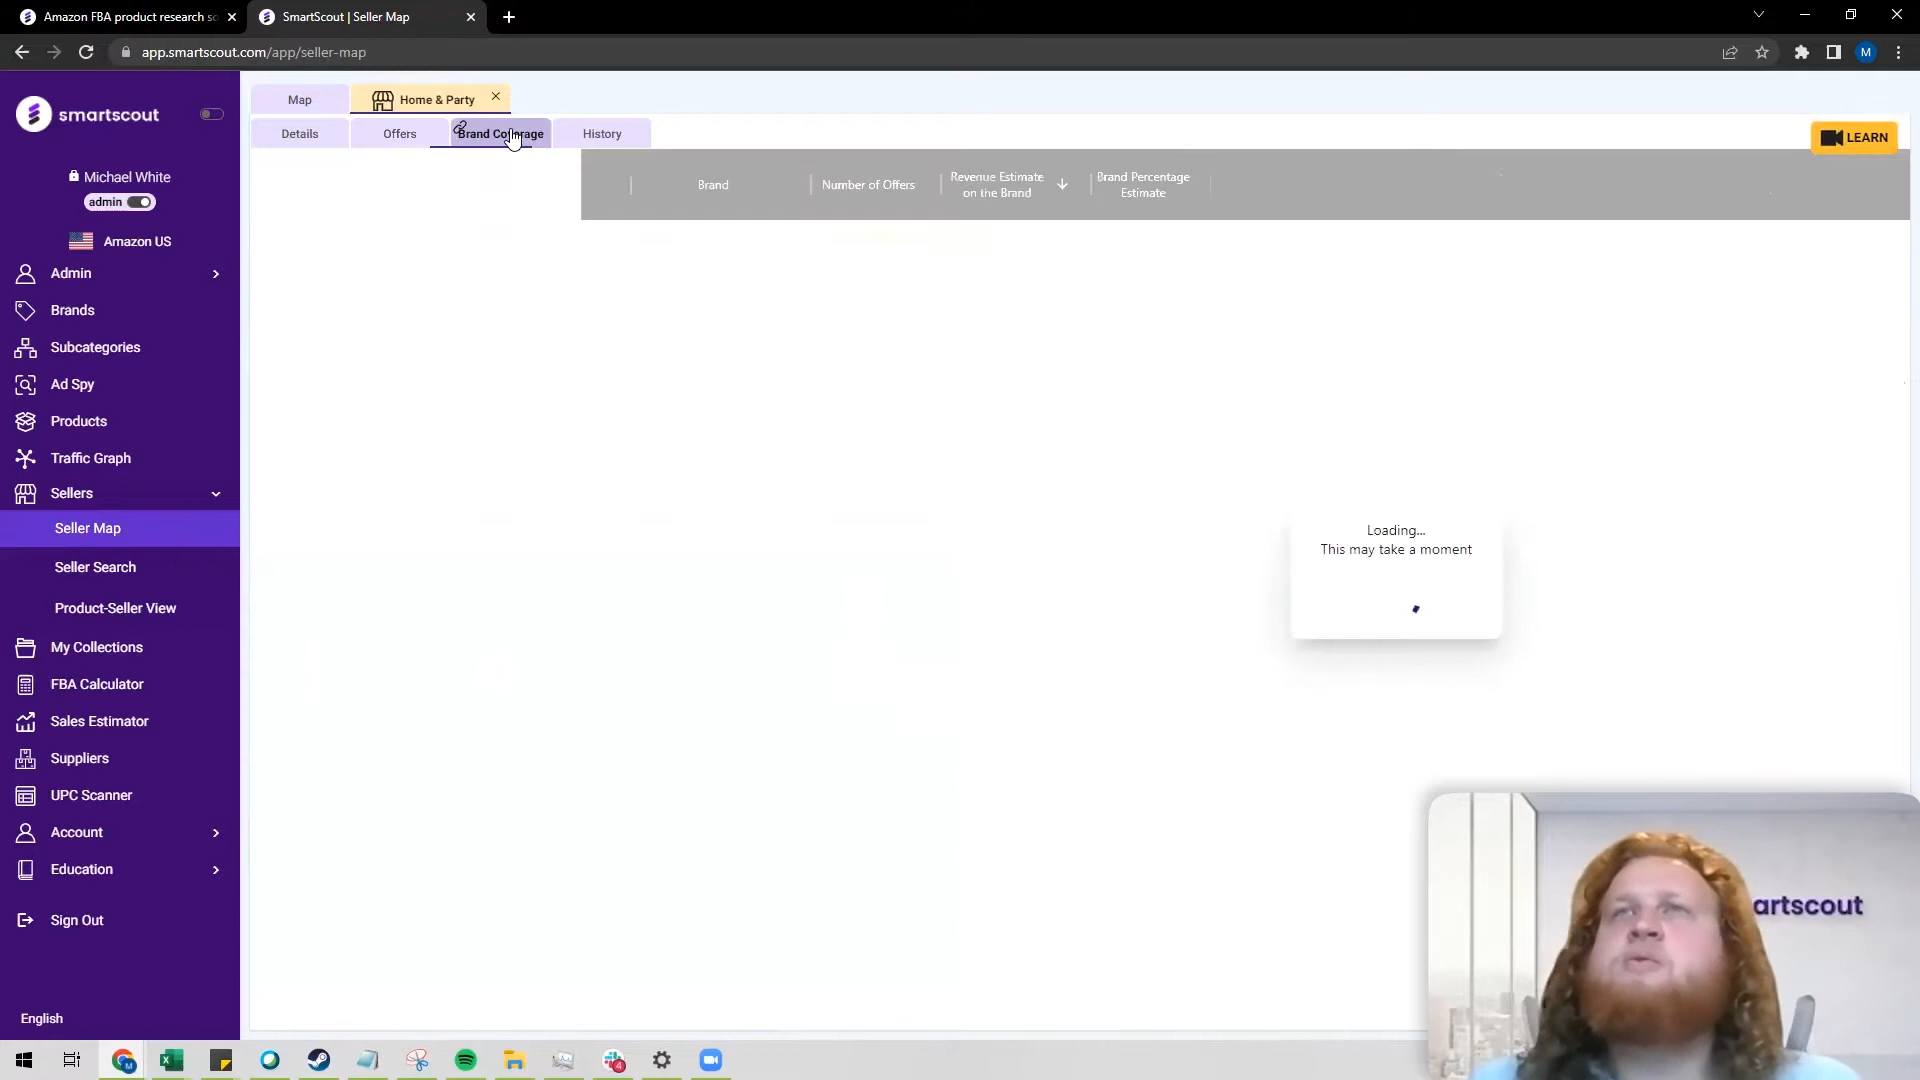 Amazon FBA product research so
SmartScout | Seller Map
app.smartscout.com/app/seller-map
M
smartscout
Michael White
admin
Amazon US
Admin
Brands
Subcategories
Ad Spy
Products
Traffic Graph
Sellers
Seller Map
Seller Search
Product-Seller View
My Collections
FBA Calculator
Sales Estimator
Suppliers
UPC Scanner
Account
Education
Sign Out
English
Map
Home & Party
Details
Offers
Brand Coverage
History
LEARN
Brand
Number of Offers
Revenue Estimate
on the Brand
Brand Percentage
Estimate
Loading...
This may take a moment
artscout
4